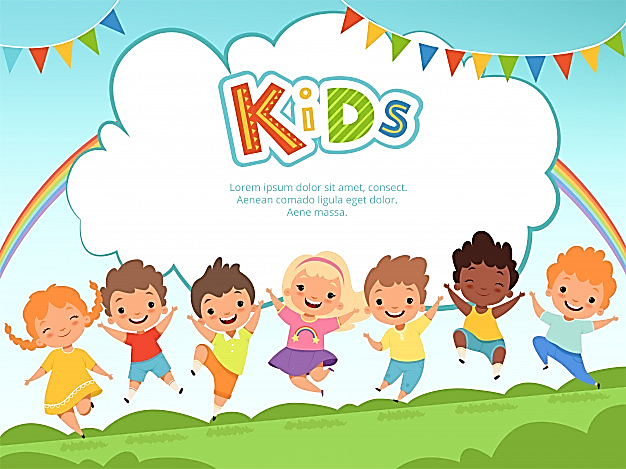 KiDs
Lorem ipsum dolor sit amet, consect.
Aenean comado ligula eget dolor.
Aene massa.